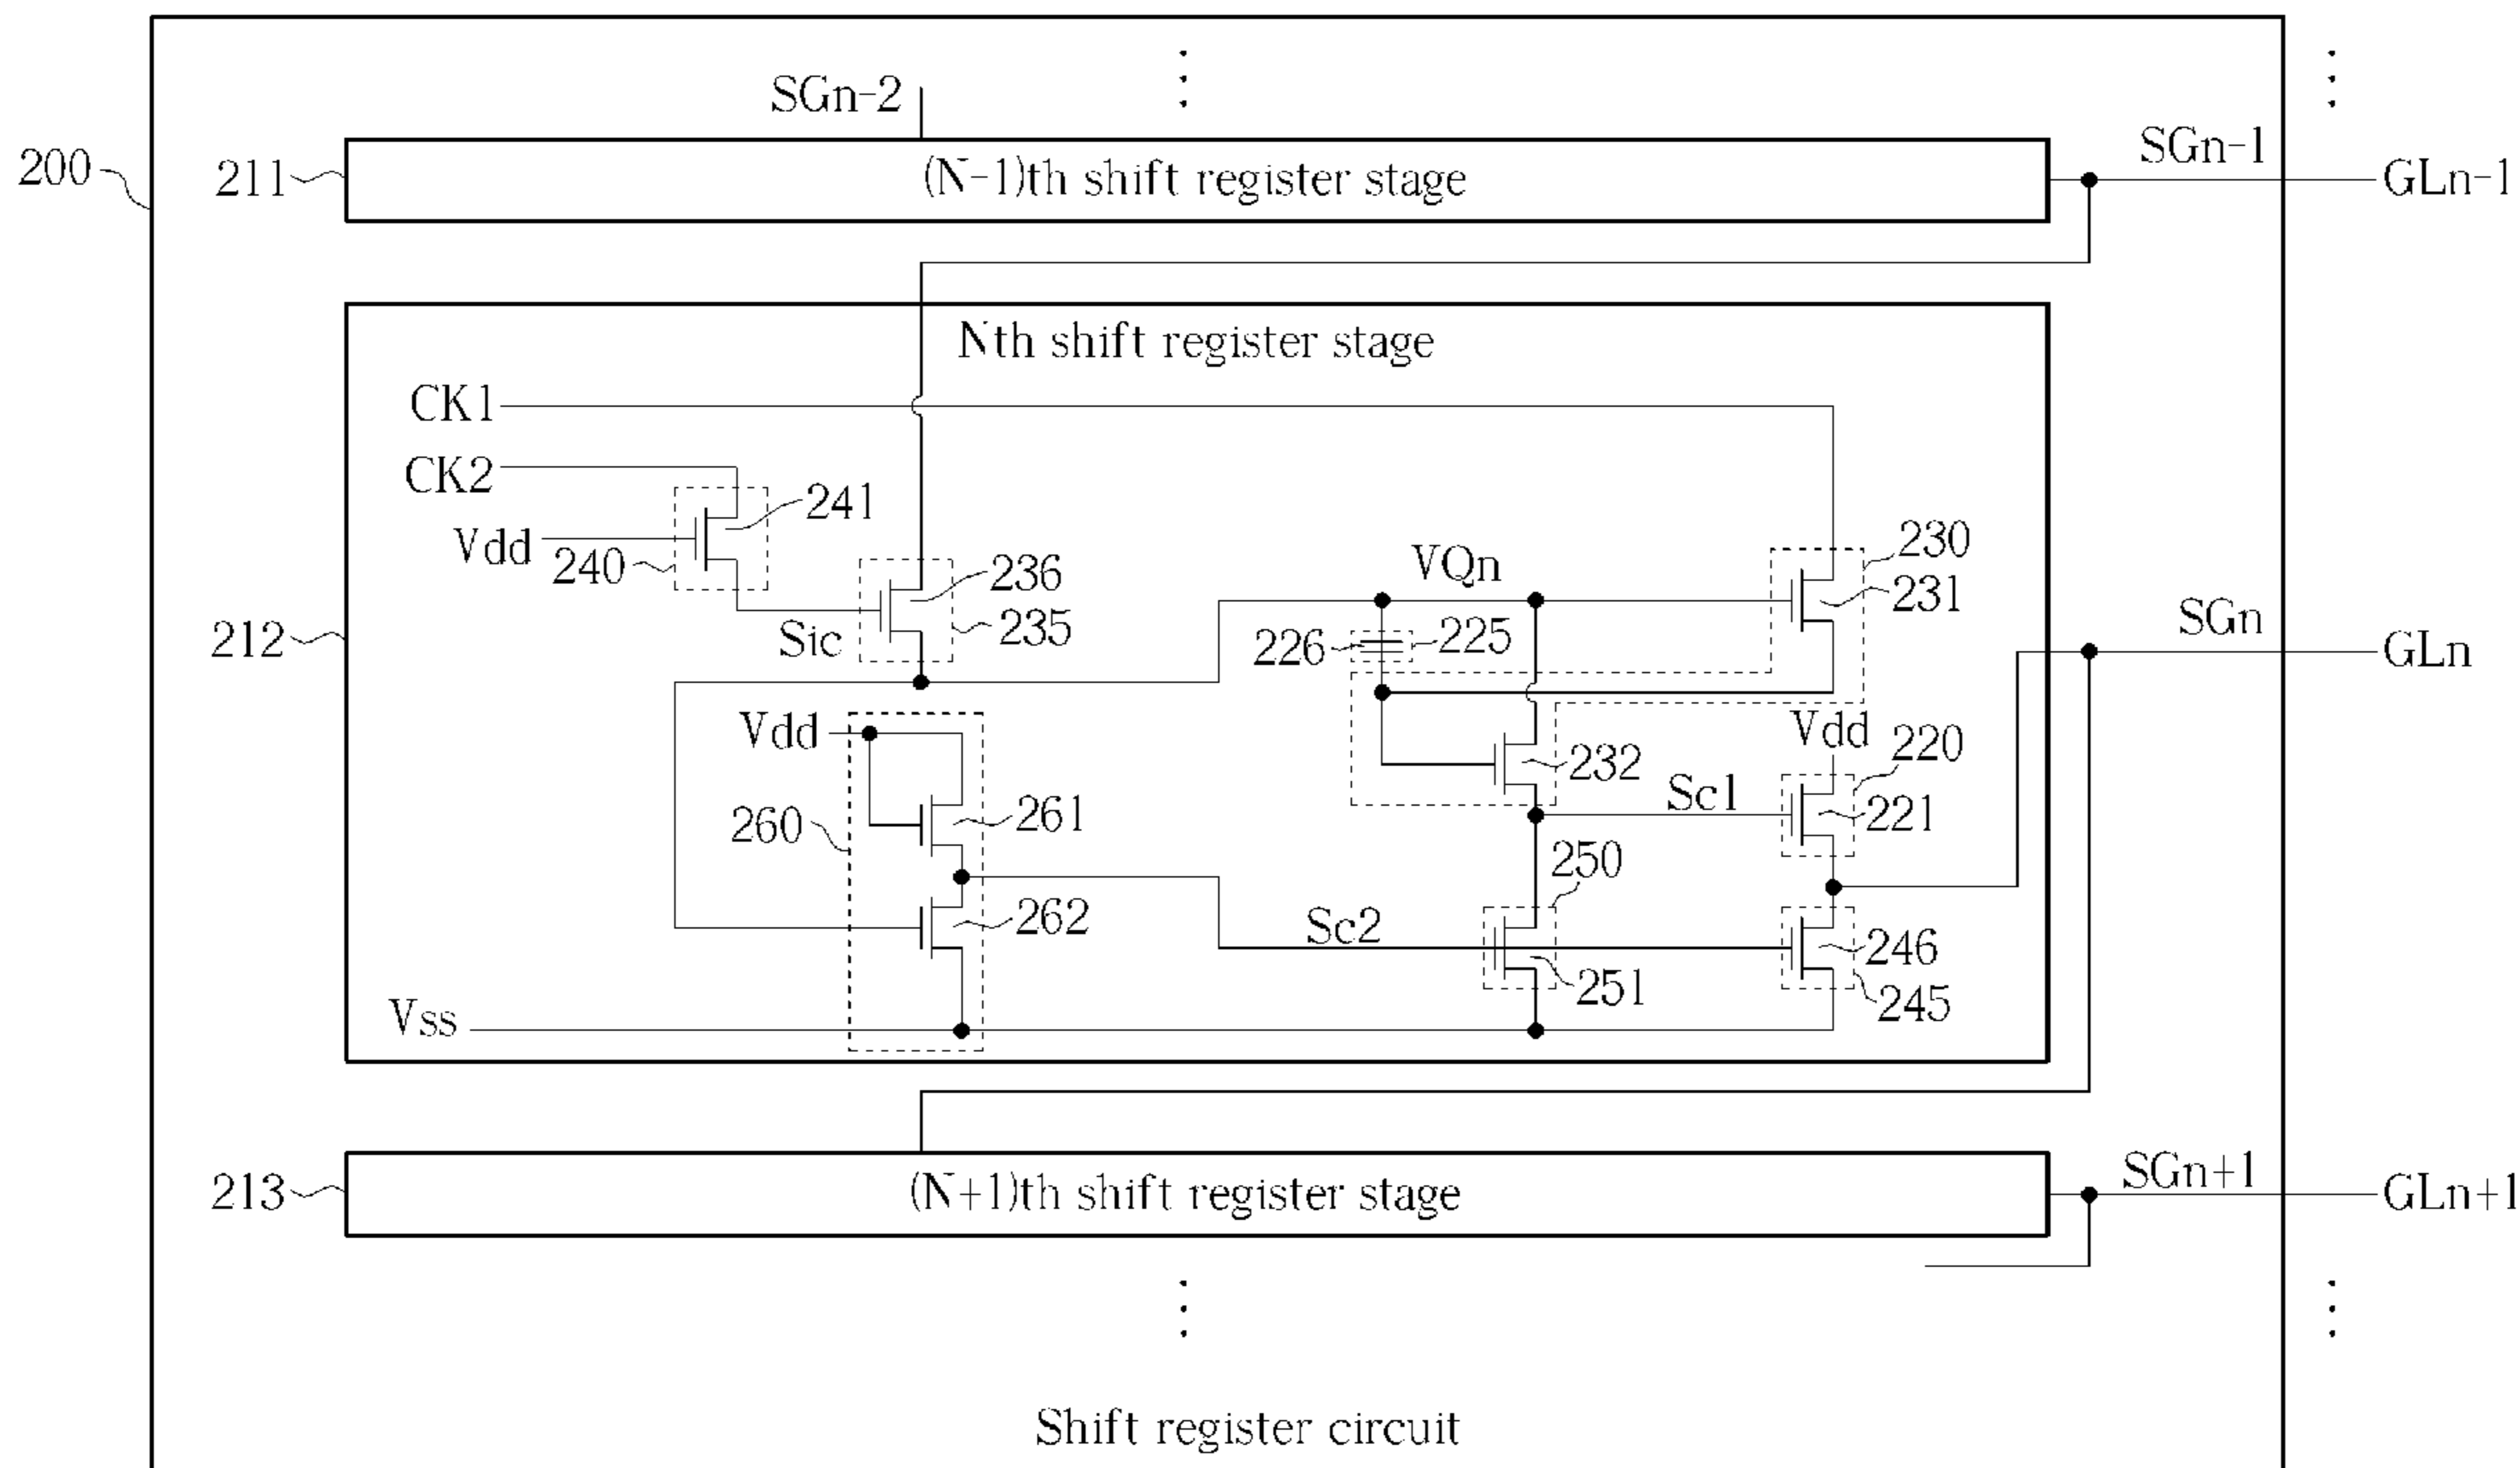 SGn-2
SGn-1
200
211
(N-1)th shift register stage
GLn-1
Nth shift register stage
CK1
CK2
241
Vdd
240
236
235
Sic
VQn
230
231
226
225
212
SGn
GLn
Vdd
232
Vdd
220
Sc1
221
260
261
250
262
Sc2
246
251
245
Vss
213
(N+1)th shift register stage
SGn+1
GLn+1
Shift register circuit